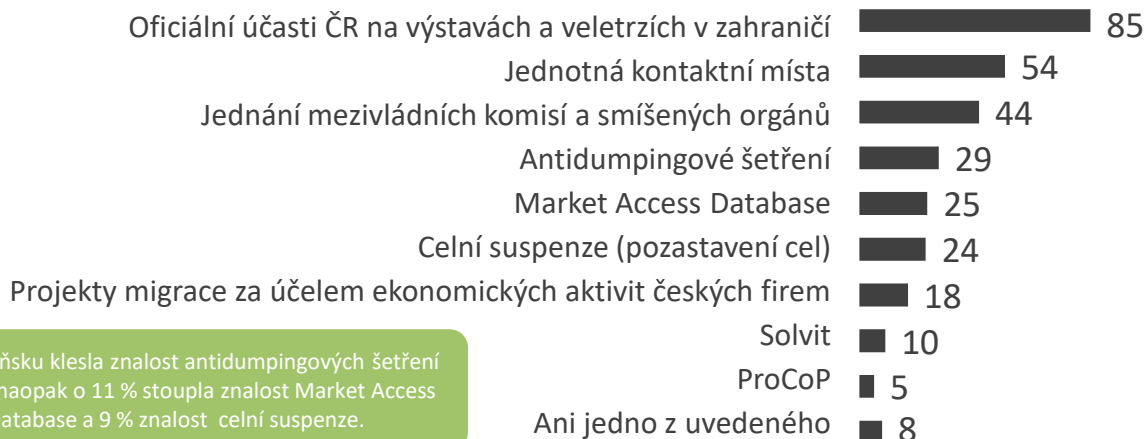 Oficiální účasti ČR na výstavách a veletrzích v zahraničí 85
Jednotná kontaktní místa 54
Jednání mezivládních komisí a smíšených orgánů 44
Antidumpingové šetření 29
Market Access Database 25
Celní suspenze (pozastavení cel) 24
Projekty migrace za účelem ekonomických aktivit českých firem 18
Solvit 10
ProCoP 5
Ani jedno z uvedeného 8
klesla znalost antidumpingových šetření
naopak o 11 % stoupla znalost Market Access
a 9 % znalost celní suspenze.